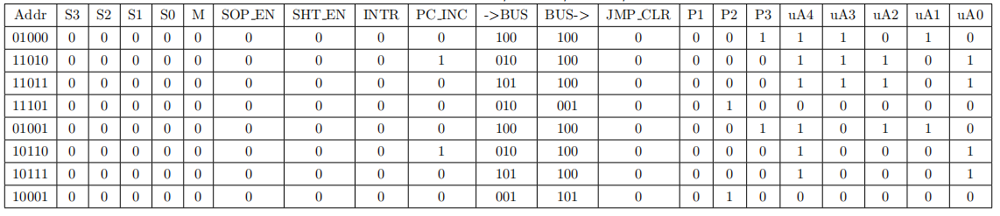 Addr S3 S2 S1 S0 M SOP_EN SHT_EN INTR PC_INC ->BUS BUS-> JMP_CLR P1 P2 P3 uA4 uA3 uA2 uA1 uA0
01000 0 0 0 0 0 0 0 0 0 100 100 0 0 0 1 1 1 0 1 0
11010 0 0 0 0 0 0 0 0 1 010 100 0 0 0 0 1 1 1 0 1
11011 0 0 0 0 0 0 0 0 0 101 100 0 0 0 0 1 1 1 0 1
11101 0 0 0 0 0 0 0 0 0 010 001 0 0 1 0 0 0 0 0 0
01001 0 0 0 0 0 0 0 0 0 100 100 0 0 0 1 1 0 1 1 0
10110 0 0 0 0 0 0 0 0 1 010 100 0 0 0 0 1 0 0 0 1
10111 0 0 0 0 0 0 0 0 0 101 100 0 0 0 0 1 0 0 0 1
10001 0 0 0 0 0 0 0 0 0 001 101 0 0 1 0 0 0 0 0 0